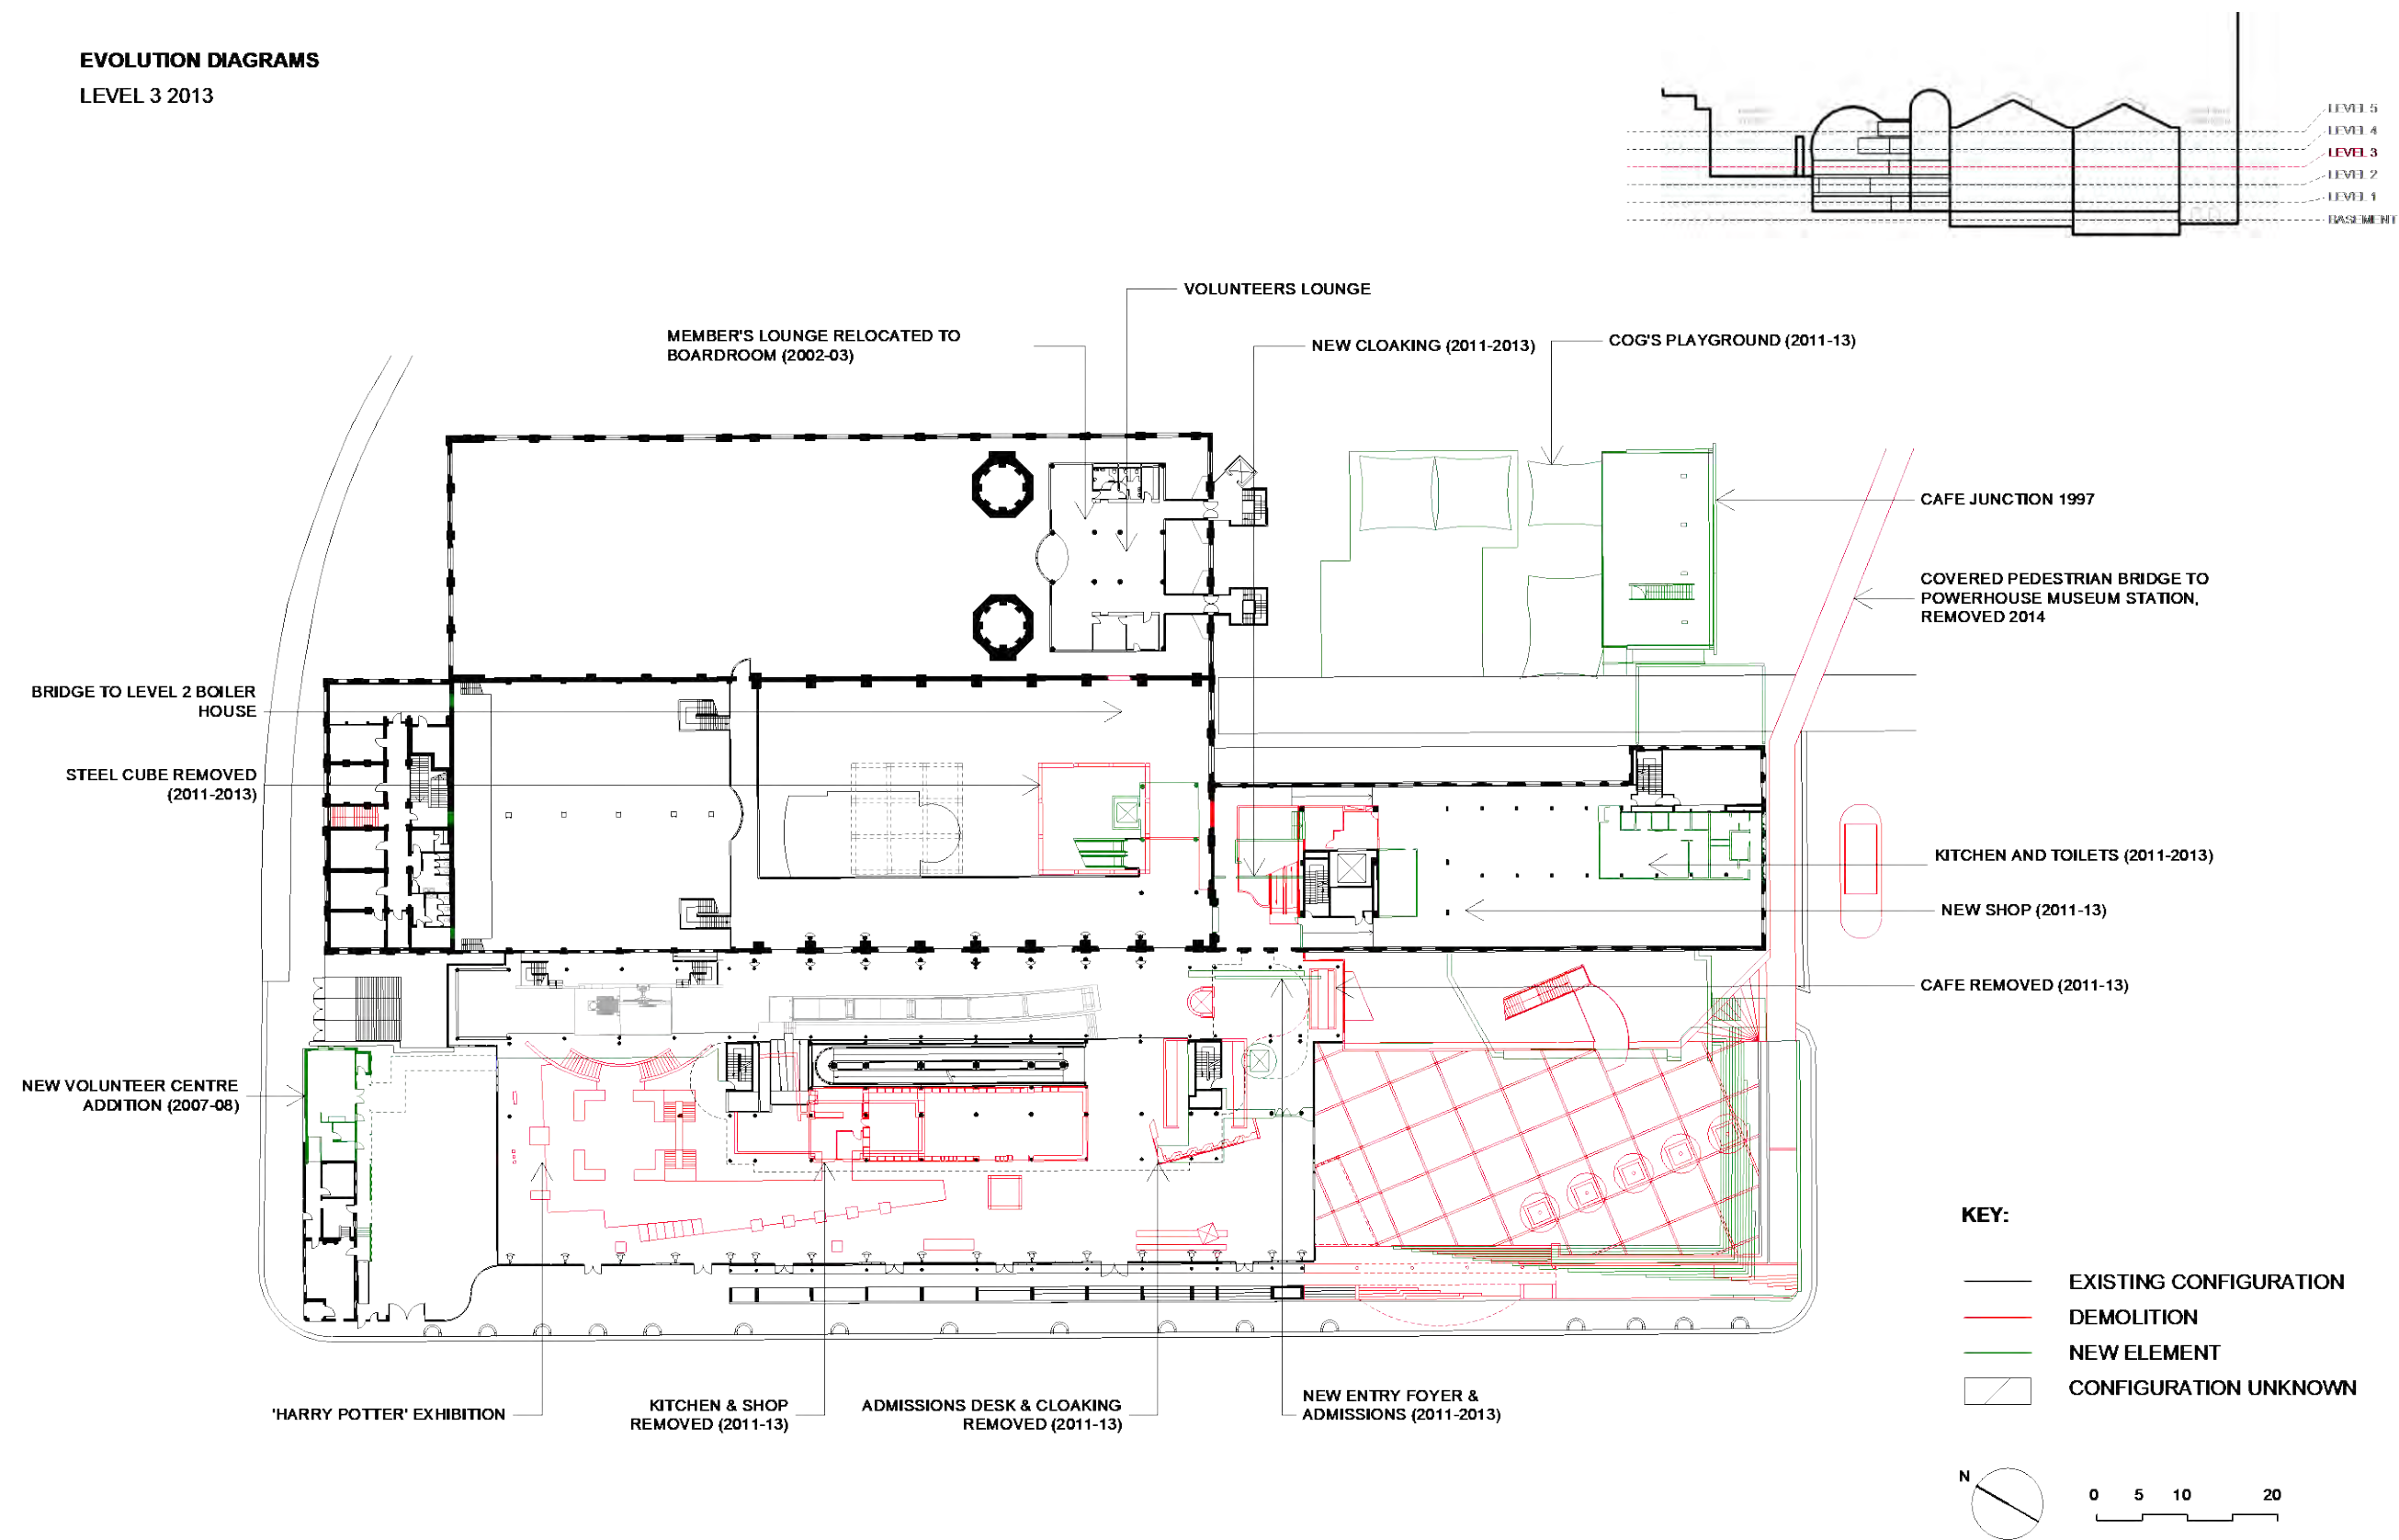 EVOLUTION DIAGRAMS
LEVEL 3 2013
LEVEL 5
LEVEL 4
LEVEL 3
LEVEL 2
LEVEL 1
BASEMENT
VOLUNTEERS LOUNGE
MEMBER'S LOUNGE RELOCATED TO
BOARDROOM (2002-03)
NEW CLOAKING (2011-2013)
COG'S PLAYGROUND (2011-13)
CAFE JUNCTION 1997
COVERED PEDESTRIAN BRIDGE TO
POWERHOUSE MUSEUM STATION,
REMOVED 2014
BRIDGE TO LEVEL 2 BOILER
HOUSE
STEEL CUBE REMOVED
(2011-2013)
KITCHEN AND TOILETS (2011-2013)
NEW SHOP (2011-13)
CAFE REMOVED (2011-13)
NEW VOLUNTEER CENTRE
ADDITION (2007-08)
'HARRY POTTER' EXHIBITION
KITCHEN & SHOP
REMOVED (2011-13)
ADMISSIONS DESK & CLOAKING
REMOVED (2011-13)
NEW ENTRY FOYER &
ADMISSIONS (2011-2013)
KEY:
EXISTING CONFIGURATION
DEMOLITION
NEW ELEMENT
CONFIGURATION UNKNOWN
N
0 5 10 20